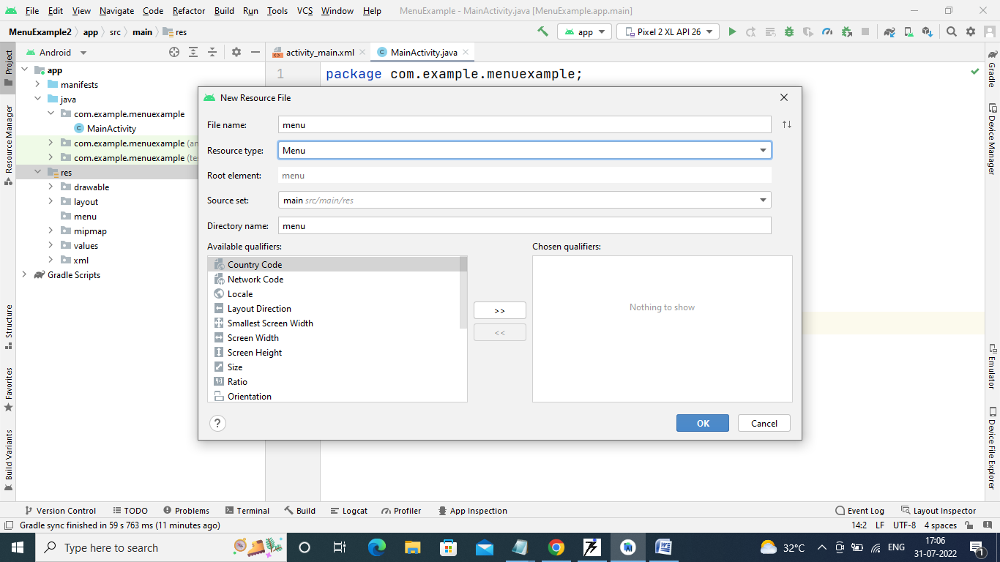 File Edit View Navigate Code Refactor Build Run Tools VCS Window Help MenuExample - MainActivity.java [MenuExample.app.main]
MenuExample2 app src main res app Pixel 2 XL API 26
Android activity_main.xml MainActivity.java
Project
Resource Manager
Structure
Favorites
Build Variants
app
manifests
java
com.example.menuexample
MainActivity
com.example.menuexample (an
com.example.menuexample (te
res
drawable
layout
menu
mipmap
values
xml
Gradle Scripts
1 package com.example.menuexample;
New Resource File
File name: menu
Resource type: Menu
Root element: menu
Source set: main src/main/res
Directory name: menu
Available qualifiers: Chosen qualifiers:
Country Code
Network Code
Locale
Layout Direction
Smallest Screen Width
Screen Width
Screen Height
Size
Ratio
Orientation
>>
<<
Nothing to show
? OK Cancel
Gradle
Device Manager
Emulator
Device File Explorer
Version Control TODO Problems Terminal Build Logcat Profiler App Inspection Event Log Layout Inspector
Gradle sync finished in 59 s 763 ms (11 minutes ago) 14:2 LF UTF-8 4 spaces
Type here to search 32°C ENG 17:06
31-07-2022 1